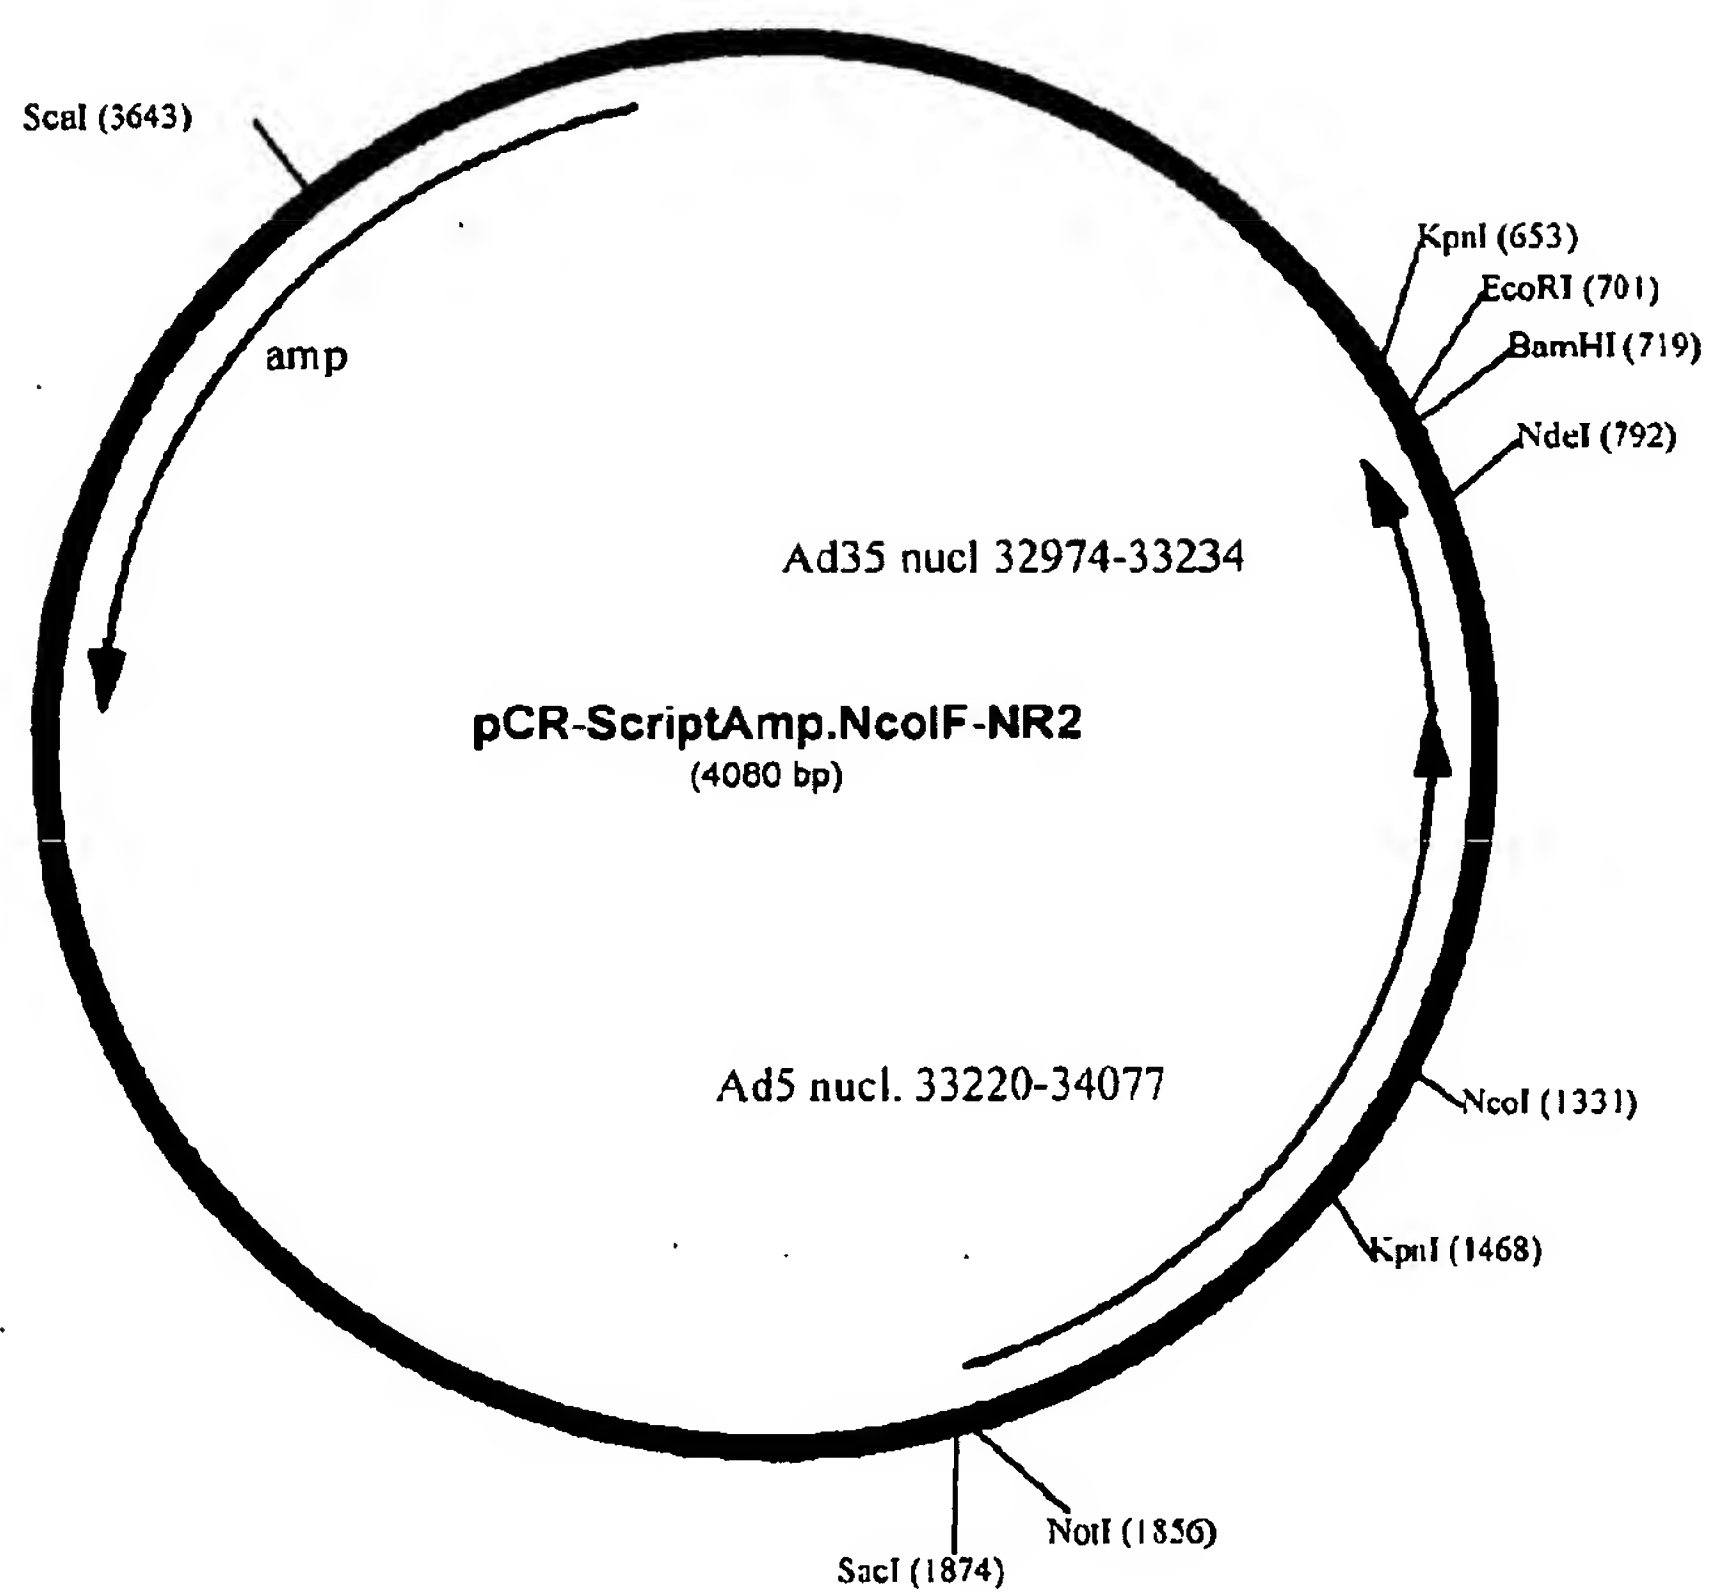 ScaI (3643)
KpnI (653)
EcoRI (701)
BamHI (719)
amp
NdeI (792)
Ad35 nucl 32974-33234
pCR-ScriptAmp.NcoIF-NR2
(4080 bp)
Ad5 nucl. 33220-34077
NcoI (1331)
KpnI (1468)
NotI (1856)
SacI (1874)